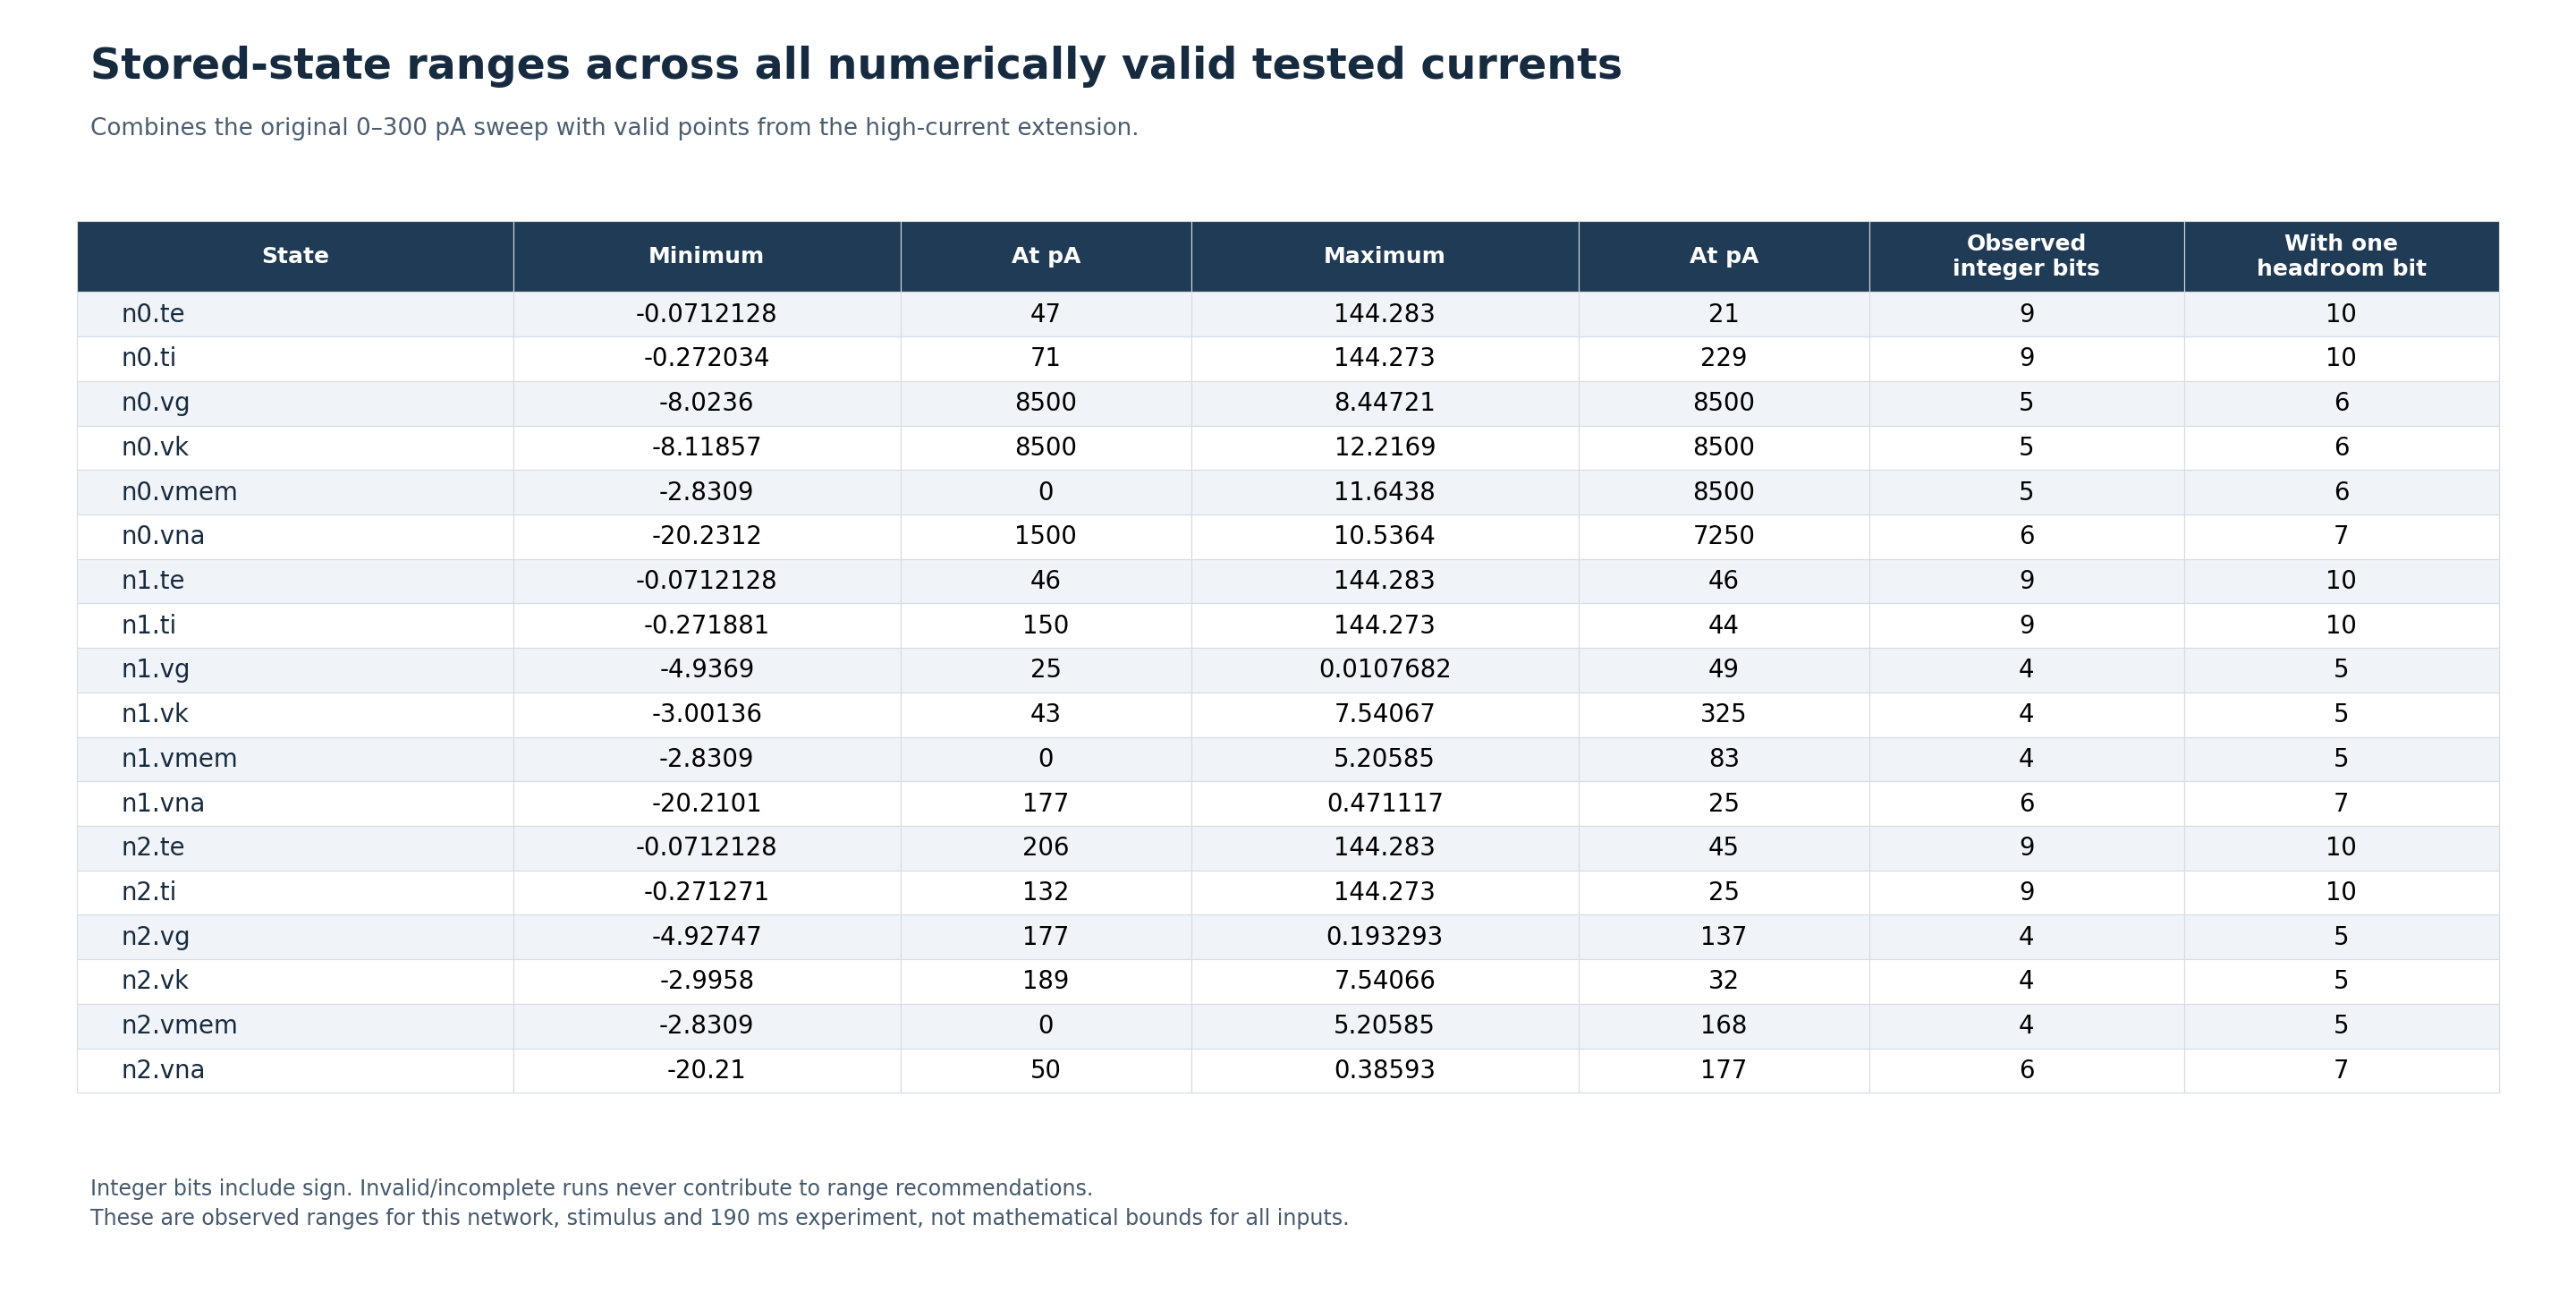 Stored-state ranges across all numerically valid tested currents
Combines the original 0–300 pA sweep with valid points from the high-current extension.
State Minimum At pA Maximum At pA Observed integer bits With one headroom bit
n0.te -0.0712128 47 144.283 21 9 10
n0.ti -0.272034 71 144.273 229 9 10
n0.vg -8.0236 8500 8.44721 8500 5 6
n0.vk -8.11857 8500 12.2169 8500 5 6
n0.vmem -2.8309 0 11.6438 8500 5 6
n0.vna -20.2312 1500 10.5364 7250 6 7
n1.te -0.0712128 46 144.283 46 9 10
n1.ti -0.271881 150 144.273 44 9 10
n1.vg -4.9369 25 0.0107682 49 4 5
n1.vk -3.00136 43 7.54067 325 4 5
n1.vmem -2.8309 0 5.20585 83 4 5
n1.vna -20.2101 177 0.471117 25 6 7
n2.te -0.0712128 206 144.283 45 9 10
n2.ti -0.271271 132 144.273 25 9 10
n2.vg -4.92747 177 0.193293 137 4 5
n2.vk -2.9958 189 7.54066 32 4 5
n2.vmem -2.8309 0 5.20585 168 4 5
n2.vna -20.21 50 0.38593 177 6 7
Integer bits include sign. Invalid/incomplete runs never contribute to range recommendations.
These are observed ranges for this network, stimulus and 190 ms experiment, not mathematical bounds for all inputs.